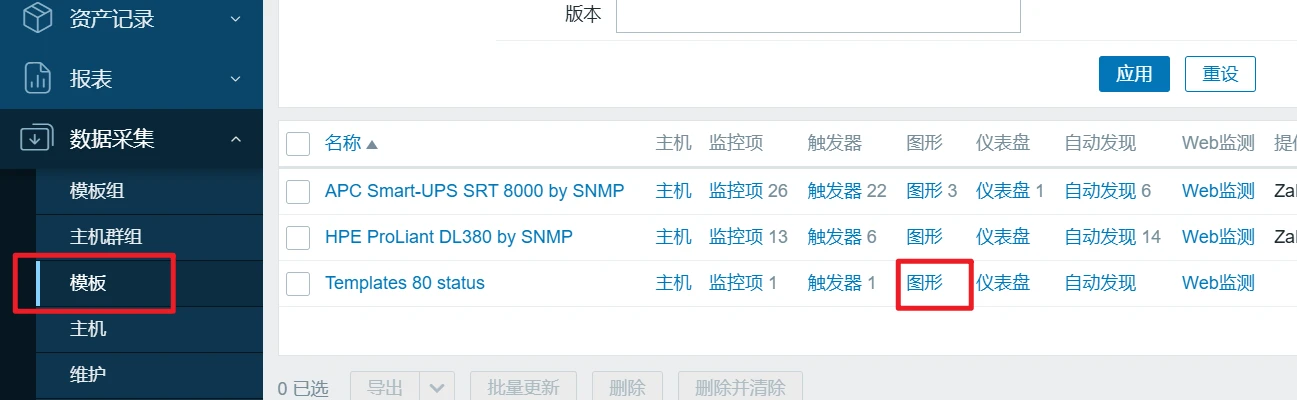 资产记录
报表
数据采集
模板组
主机群组
模板
主机
维护
版本
应用 重设
名称 主机 监控项 触发器 图形 仪表盘 自动发现 Web监测
APC Smart-UPS SRT 8000 by SNMP 主机 监控项 26 触发器 22 图形 3 仪表盘 1 自动发现 6 Web监测 Za
HPE ProLiant DL380 by SNMP 主机 监控项 13 触发器 6 图形 仪表盘 自动发现 14 Web监测 Za
Templates 80 status 主机 监控项 1 触发器 1 图形 仪表盘 自动发现 Web监测
0 已选 导出 批量更新 删除 删除并清除